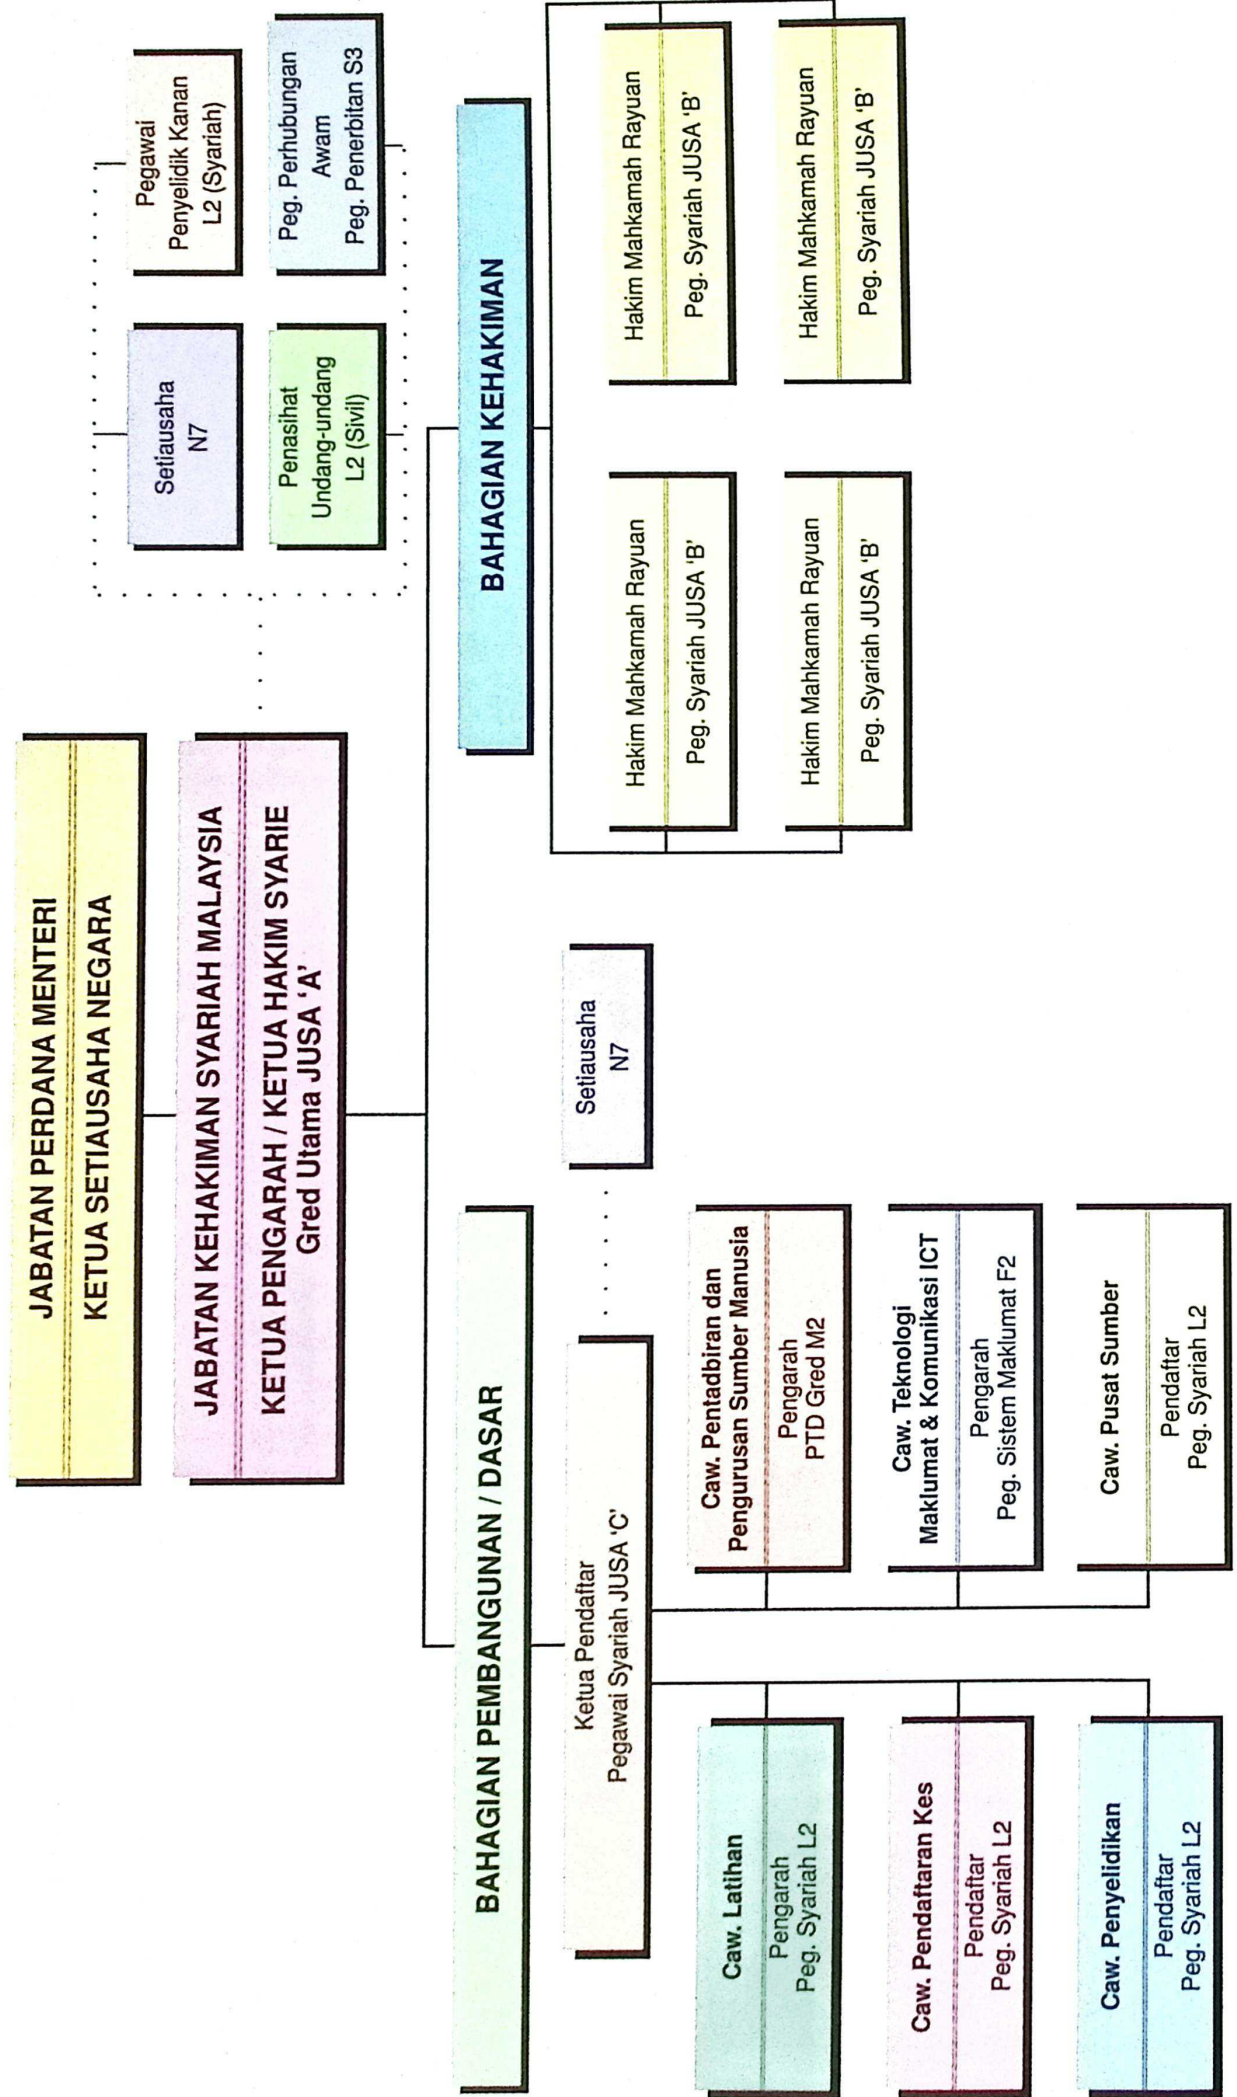 JABATAN PERDANA MENTERI
KETUA SETIAUSAHA NEGARA
JABATAN KEHAKIMAN SYARIAH MALAYSIA
KETUA PENGARAH / KETUA HAKIM SYARIE
Gred Utama JUSA ‘A’
Setiausaha
N7
Pegawai
Penyelidik Kanan
L2 (Syariah)
Penasihat
Undang-undang
L2 (Sivil)
Peg. Perhubungan
Awam
Peg. Penerbitan S3
BAHAGIAN PEMBANGUNAN / DASAR
Ketua Pendaftar
Pegawai Syariah JUSA ‘C’
Setiausaha
N7
Caw. Latihan
Pengarah
Peg. Syariah L2
Caw. Pendaftaran Kes
Pendaftar
Peg. Syariah L2
Caw. Penyelidikan
Pendaftar
Peg. Syariah L2
Caw. Pentadbiran dan
Pengurusan Sumber Manusia
Pengarah
PTD Gred M2
Caw. Teknologi
Maklumat & Komunikasi ICT
Pengarah
Peg. Sistem Maklumat F2
Caw. Pusat Sumber
Pendaftar
Peg. Syariah L2
BAHAGIAN KEHAKIMAN
Hakim Mahkamah Rayuan
Peg. Syariah JUSA ‘B’
Hakim Mahkamah Rayuan
Peg. Syariah JUSA ‘B’
Hakim Mahkamah Rayuan
Peg. Syariah JUSA ‘B’
Hakim Mahkamah Rayuan
Peg. Syariah JUSA ‘B’